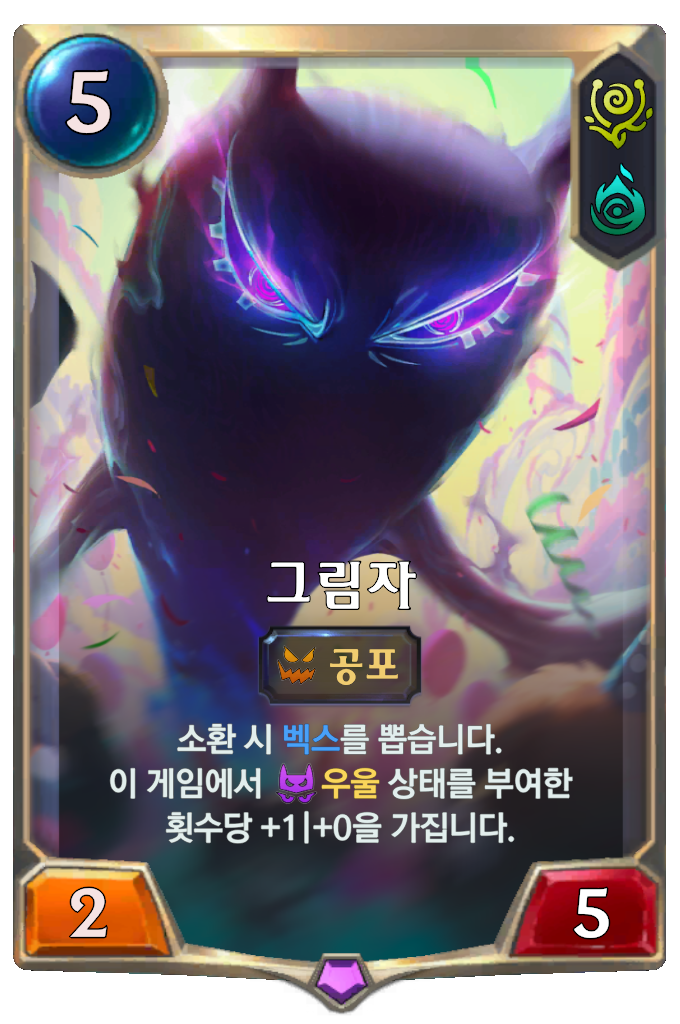 5
그림자
공포
소환 시 벡스를 뽑습니다.
이 게임에서 우울 상태를 부여한
횟수당 +1|+0을 가집니다.
2
5